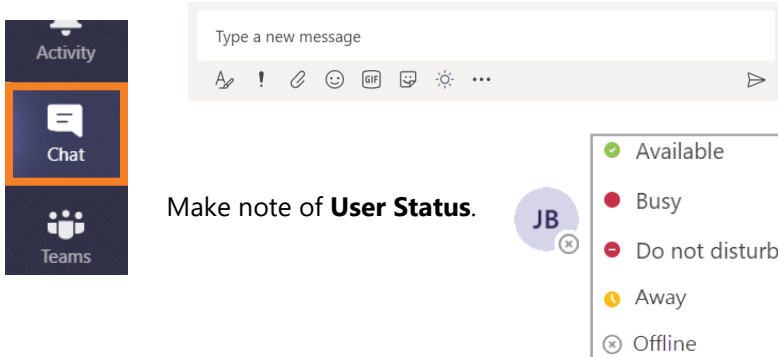 Activity
Chat
Teams
Type a new message
GIF
Make note of User Status.
JB
Available
Busy
Do not disturb
Away
Offline